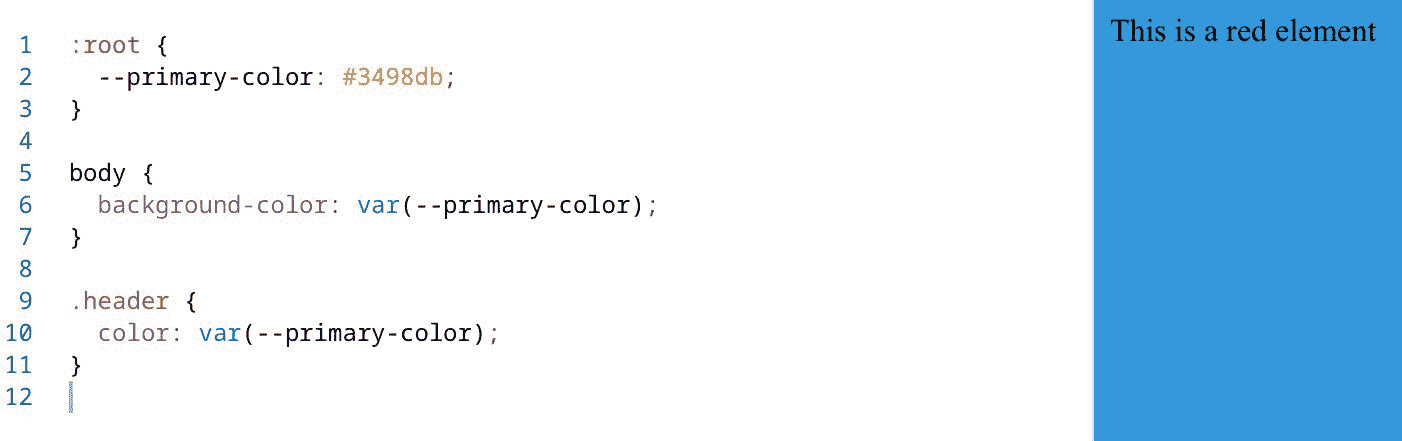 1 :root {
2   --primary-color: #3498db;
3 }
4
5 body {
6   background-color: var(--primary-color);
7 }
8
9 .header {
10   color: var(--primary-color);
11 }
12
This is a red element